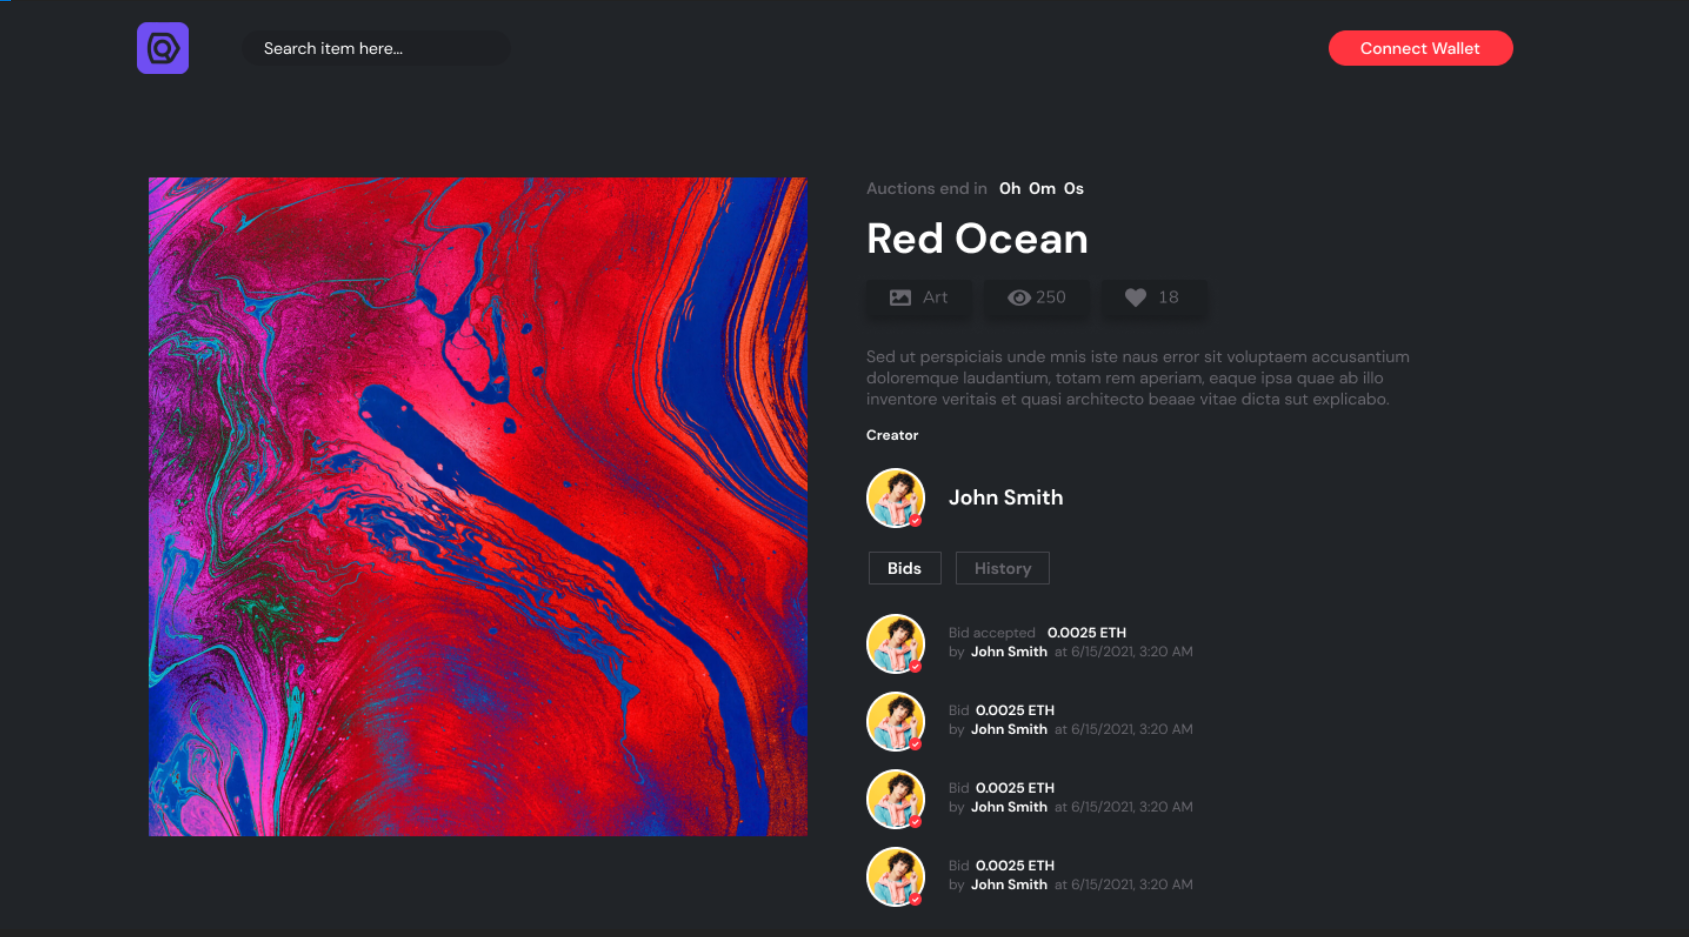 Search item here...
Connect Wallet
Auctions end in 0h 0m 0s
Red Ocean
Art 250 18
Sed ut perspiciais unde mnis iste naus error sit voluptaem accusantium
doloremque laudantium, totam rem aperiam, eaque ipsa quae ab illo
inventore veritais et quasi architecto beaae vitae dicta sut explicabo.
Creator
John Smith
Bids History
Bid accepted 0.0025 ETH
by John Smith at 6/15/2021, 3:20 AM
Bid 0.0025 ETH
by John Smith at 6/15/2021, 3:20 AM
Bid 0.0025 ETH
by John Smith at 6/15/2021, 3:20 AM
Bid 0.0025 ETH
by John Smith at 6/15/2021, 3:20 AM